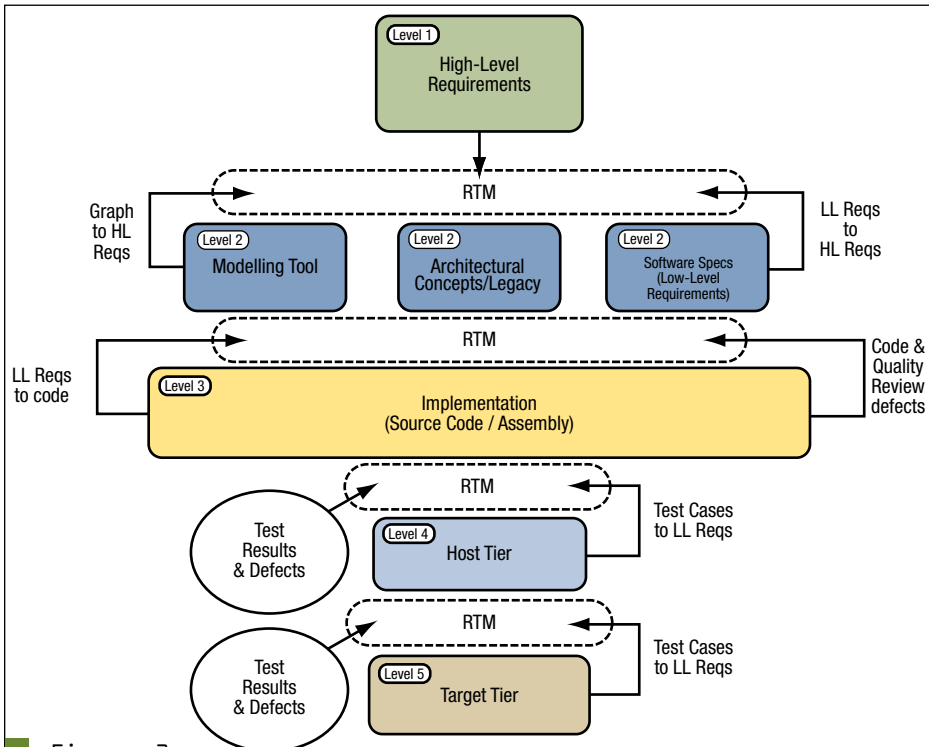 Level 1
High-Level
Requirements
RTM
Graph
to HL
Reqs
LL Reqs
to
HL Reqs
Level 2
Modelling Tool
Level 2
Architectural
Concepts/Legacy
Level 2
Software Specs
(Low-Level
Requirements)
RTM
LL Reqs
to code
Code &
Quality
Review
defects
Level 3
Implementation
(Source Code / Assembly)
RTM
Test
Results
& Defects
Test Cases
to LL Reqs
Level 4
Host Tier
RTM
Test
Results
& Defects
Test Cases
to LL Reqs
Level 5
Target Tier